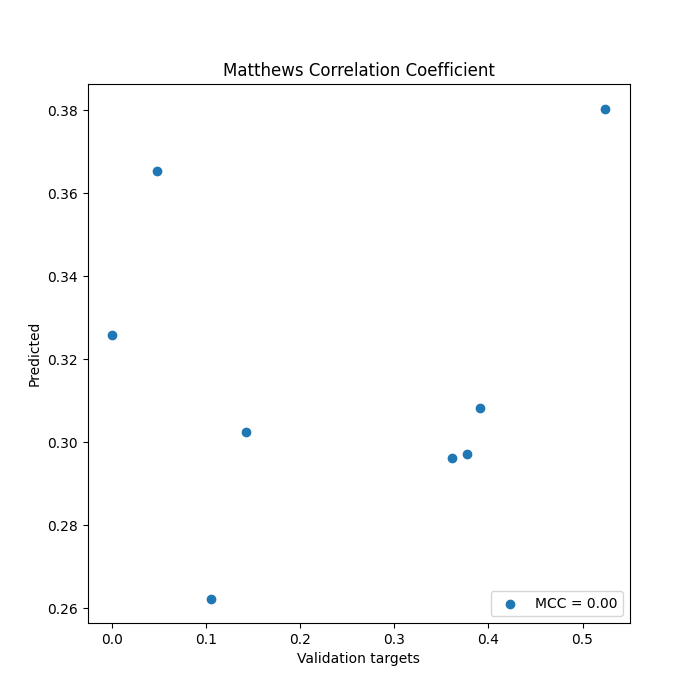 Matthews Correlation Coefficient
0.38
0.36
0.34
0.32
0.30
0.28
0.26
Predicted
MCC = 0.00
0.0 0.1 0.2 0.3 0.4 0.5
Validation targets